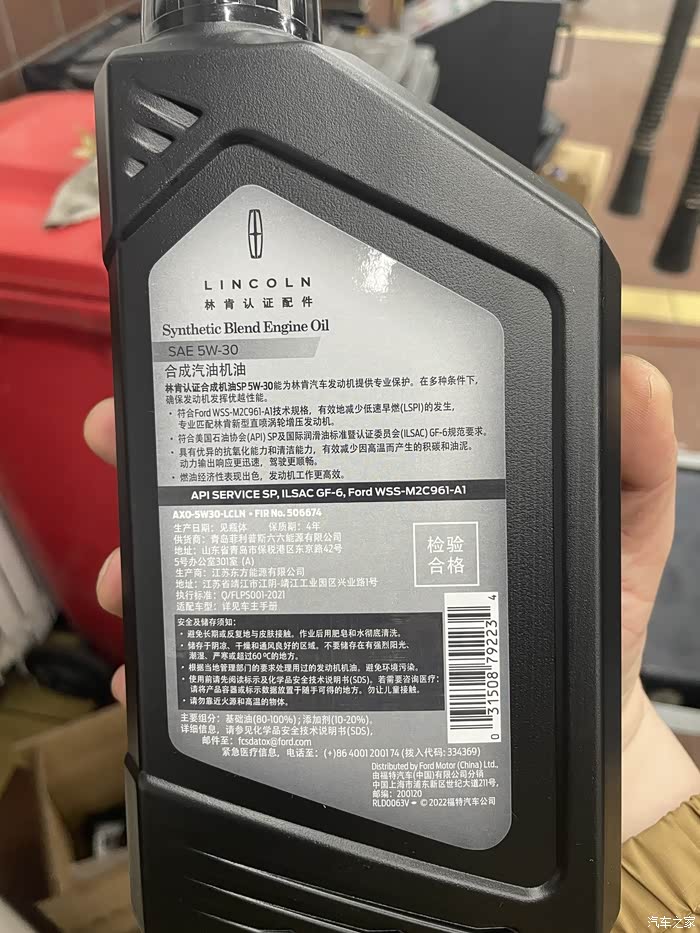 LINCOLN
林肯认证配件
Synthetic Blend Engine Oil
SAE 5W-30
合成汽油机油
林肯认证合成机油SP 5W-30能为林肯汽车发动机提供专业保护。在多种条件下,
确保发动机发挥优越性能。
· 符合Ford WSS-M2C961-A1技术规格, 有效地减少低速早燃(LSPI)的发生,
专业匹配林肯新型直喷涡轮增压发动机。
· 符合美国石油协会(API) SP及国际润滑油标准暨认证委员会(ILSAC) GF-6规范要求。
· 具有优异的抗氧化能力和清洁能力, 有效减少因高温而产生的积碳和油泥。
动力输出响应更迅速, 驾驶更顺畅。
· 燃油经济性表现出色, 发动机工作更高效。
API SERVICE SP, ILSAC GF-6, Ford WSS-M2C961-A1
AXO-5W30-LCLN • FIR No. 506674
生产日期: 见瓶体 保质期: 4年
供货商: 青岛菲利普斯六六能源有限公司
地址: 山东省青岛市保税港区东京路42号
5号办公室301室 (A)
生产商: 江苏东方能源有限公司
地址: 江苏省靖江市江阴-靖江工业园区兴业路1号
执行标准: Q/FLPS001-2021
适配车型: 详见车主手册
检验
合格
安全及储存须知:
· 避免长期或反复地与皮肤接触。作业后用肥皂和水彻底清洗。
· 储存于阴凉、干燥和通风良好的区域。不要储存在有强烈阳光、
潮湿、严寒或超过60 ºC的地方。
· 根据当地管理部门的要求处理用过的发动机机油, 避免环境污染。
· 使用前请先阅读标示及化学品安全技术说明书(SDS)。若需要咨询医疗:
请将产品容器或标示数据放置于随手可得的地方。勿让儿童接触。
· 请勿靠近火源和高温的物体。
0 31508 79223 4
主要组分: 基础油(80-100%); 添加剂(10-20%)。
详细信息, 请参见化学品安全技术说明书(SDS),
邮件至: fcsdatox@ford.com
紧急医疗信息, 电话至: (+)86 4001200174 (拨入代码: 334369)
Distributed by Ford Motor (China) Ltd.,
由福特汽车(中国)有限公司分销
中国上海市浦东新区世纪大道211号,
邮编: 200120
RLD0063V © 2022福特汽车公司
汽车之家